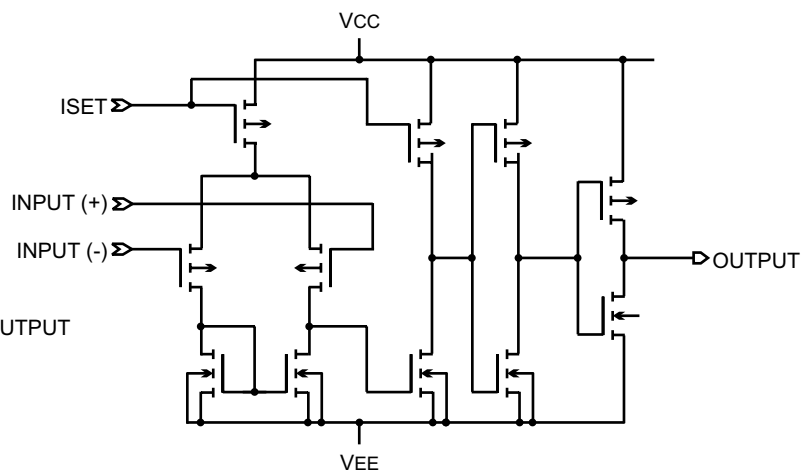 VCC
ISET
INPUT (+)
INPUT (-)
OUTPUT
UTPUT
VEE